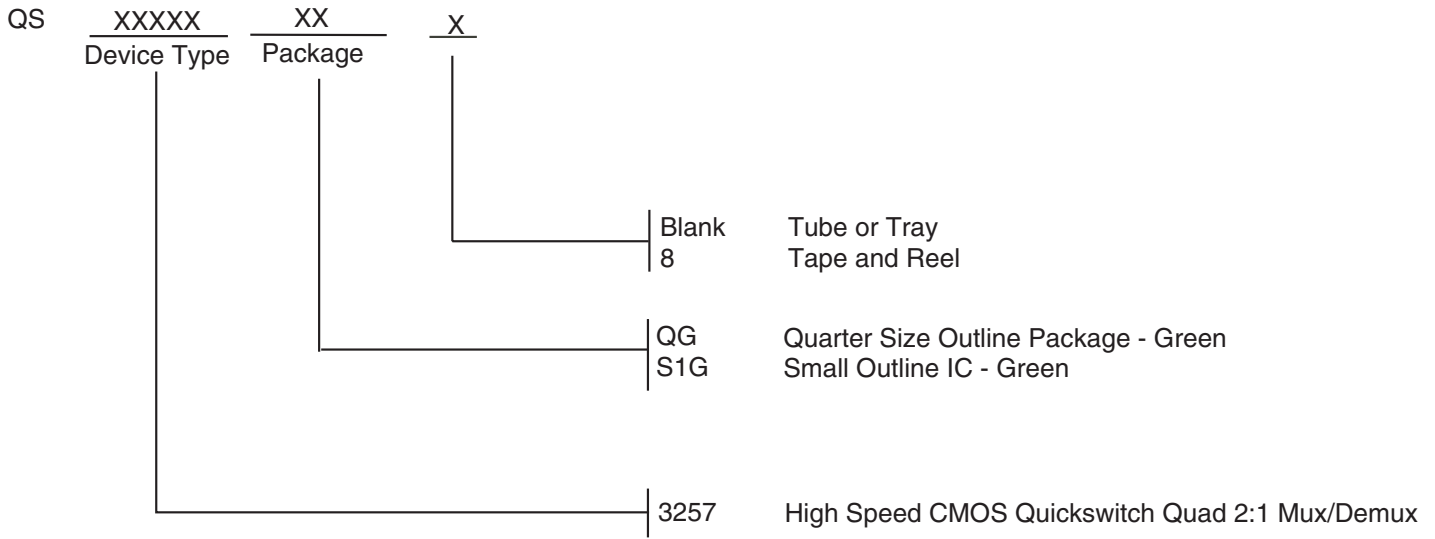 QS XXXXX XX X
Device Type Package
Blank Tube or Tray
8 Tape and Reel
QG Quarter Size Outline Package - Green
S1G Small Outline IC - Green
3257 High Speed CMOS Quickswitch Quad 2:1 Mux/Demux